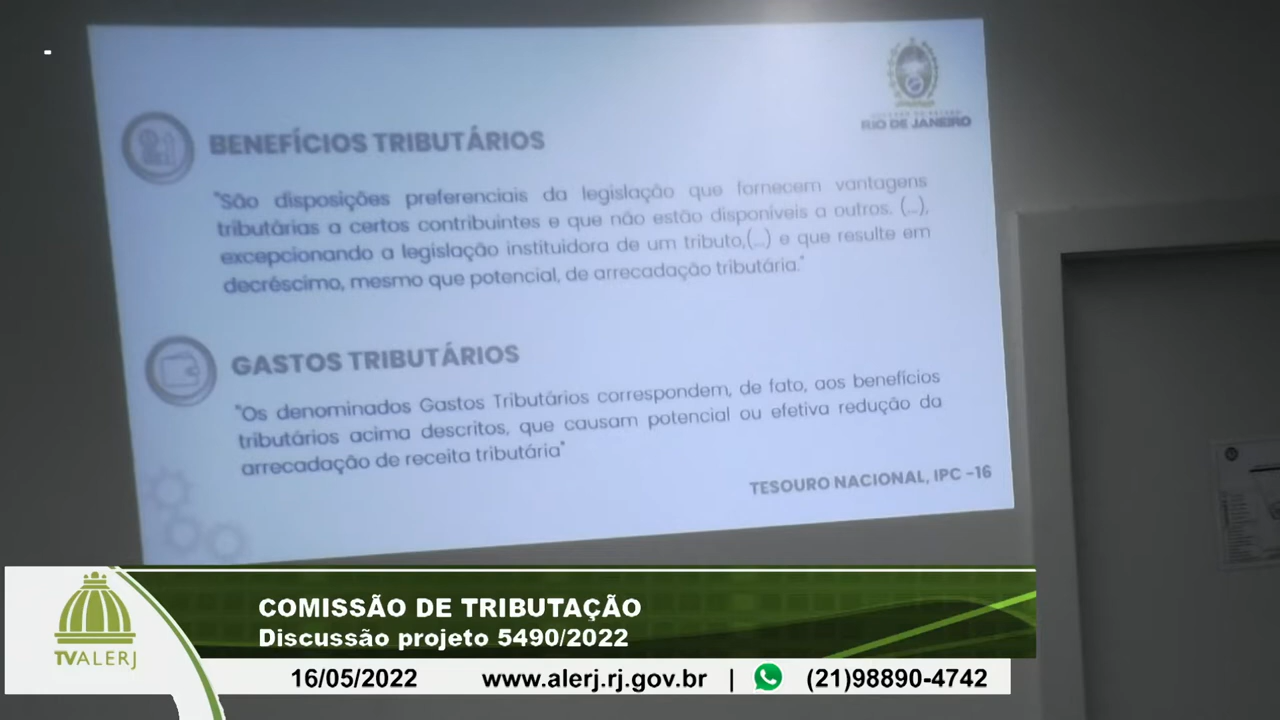 RIO DE JANEIRO
BENEFÍCIOS TRIBUTÁRIOS
"São disposições preferenciais da legislação que fornecem vantagens
tributárias a certos contribuintes e que não estão disponíveis a outros. (...),
excepcionando a legislação instituidora de um tributo,(...) e que resulte em
decréscimo, mesmo que potencial, de arrecadação tributária."
GASTOS TRIBUTÁRIOS
"Os denominados Gastos Tributários correspondem, de fato, aos benefícios
tributários acima descritos, que causam potencial ou efetiva redução da
arrecadação de receita tributária"
TESOURO NACIONAL, IPC -16
COMISSÃO DE TRIBUTAÇÃO
Discussão projeto 5490/2022
TVALERJ
16/05/2022 www.alerj.rj.gov.br | (21)98890-4742